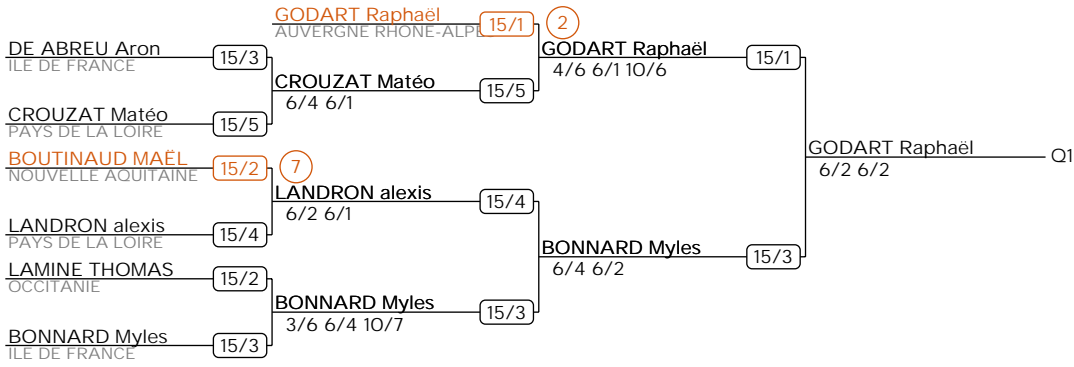 GODART Raphaël
15/1
2
AUVERGNE RHONE-ALPE
DE ABREU Aron
ILE DE FRANCE
15/3
GODART Raphaël
4/6 6/1 10/6
15/1
CROUZAT Matéo
6/4 6/1
15/5
CROUZAT Matéo
PAYS DE LA LOIRE
15/5
GODART Raphaël
6/2 6/2
Q1
BOUTINAUD MAËL
NOUVELLE AQUITAINE
15/2
7
LANDRON alexis
6/2 6/1
15/4
LANDRON alexis
PAYS DE LA LOIRE
15/4
BONNARD Myles
6/4 6/2
15/3
LAMINE THOMAS
OCCITANIE
15/2
BONNARD Myles
3/6 6/4 10/7
15/3
BONNARD Myles
ILE DE FRANCE
15/3